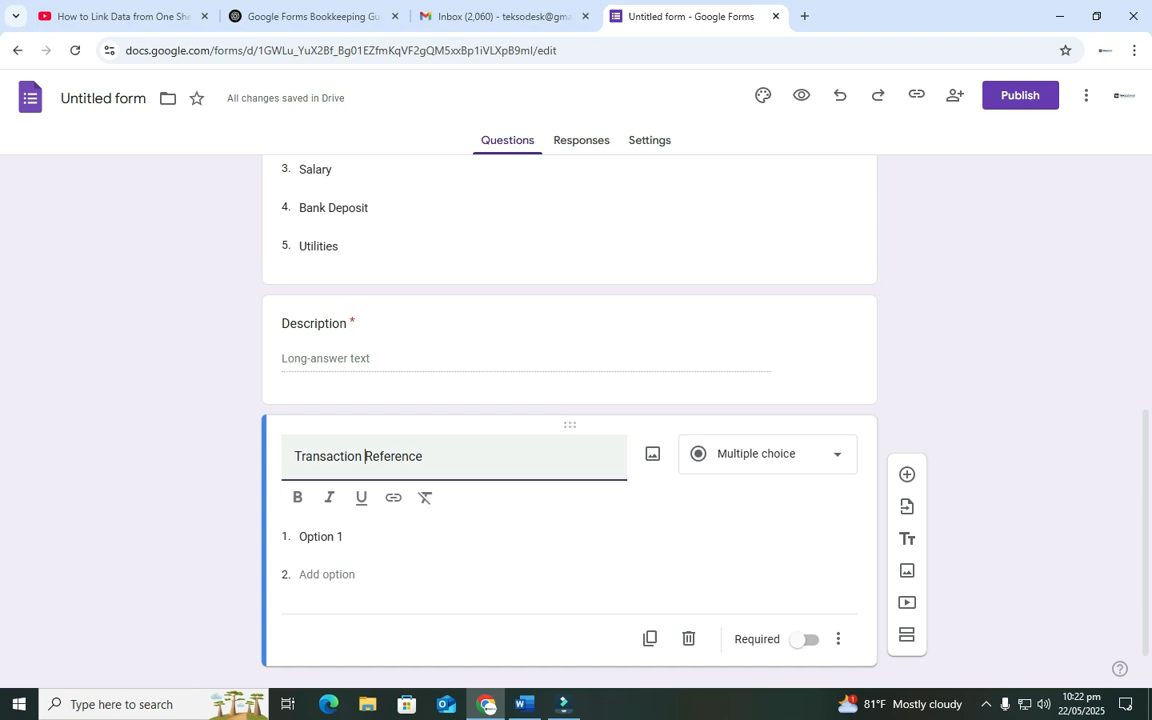 How to Link Data from One She
Google Forms Bookkeeping Gu
Inbox (2,060) - teksodesk@gma
Untitled form - Google Forms
docs.google.com/forms/d/1GWLu_YuX2Bf_Bg01EZfmKqVF2gQM5xxBp1iVLXpB9mI/edit
Untitled form
All changes saved in Drive
Publish
Questions
Responses
Settings
3. Salary
4. Bank Deposit
5. Utilities
Description *
Long-answer text
Transaction Reference
Multiple choice
B I U
1. Option 1
2. Add option
Required
Type here to search
81°F Mostly cloudy
10:22 pm
22/05/2025